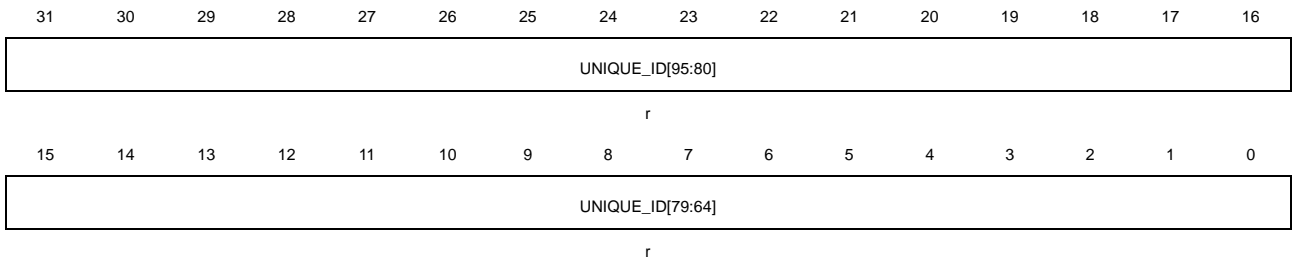 31 30 29 28 27 26 25 24 23 22 21 20 19 18 17 16
UNIQUE_ID[95:80]
r
15 14 13 12 11 10 9 8 7 6 5 4 3 2 1 0
UNIQUE_ID[79:64]
r